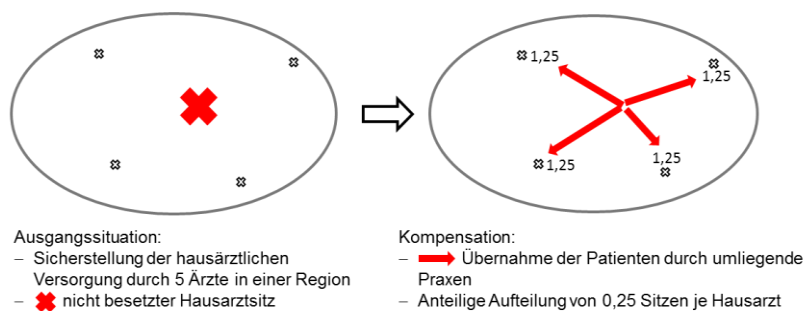 1,25
1,25
1,25
1,25
Ausgangssituation:
– Sicherstellung der hausärztlichen
Versorgung durch 5 Ärzte in einer Region
– nicht besetzter Hausarztsitz
Kompensation:
– Übernahme der Patienten durch umliegende
Praxen
– Anteilige Aufteilung von 0,25 Sitzen je Hausarzt